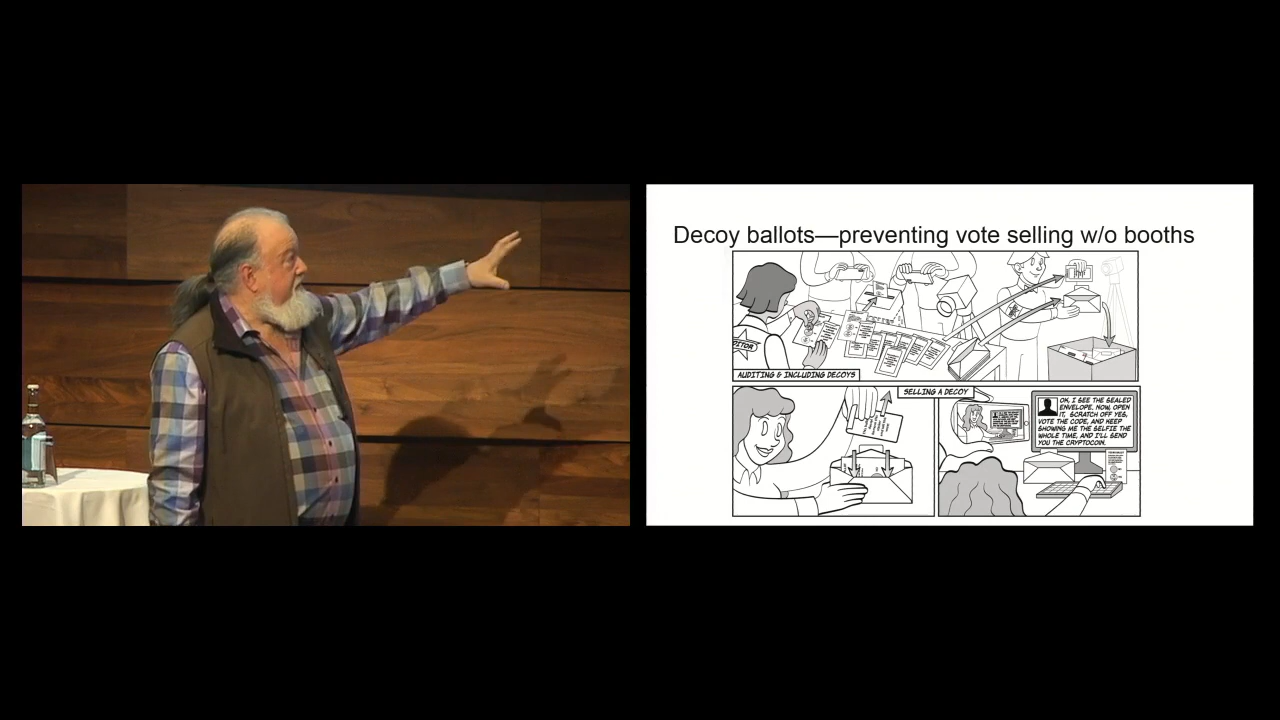 Decoy ballots—preventing vote selling w/o booths
ITOR
AUDITING & INCLUDING DECOYS
SELLING A DECOY
OK, I SEE THE SEALED
ENVELOPE. NOW, OPEN
IT, SCRATCH OFF YES,
VOTE THE CODE, AND KEEP
SHOWING ME THE SELFIE THE
WHOLE TIME, AND I'LL SEND
YOU THE CRYPTOCOIN.